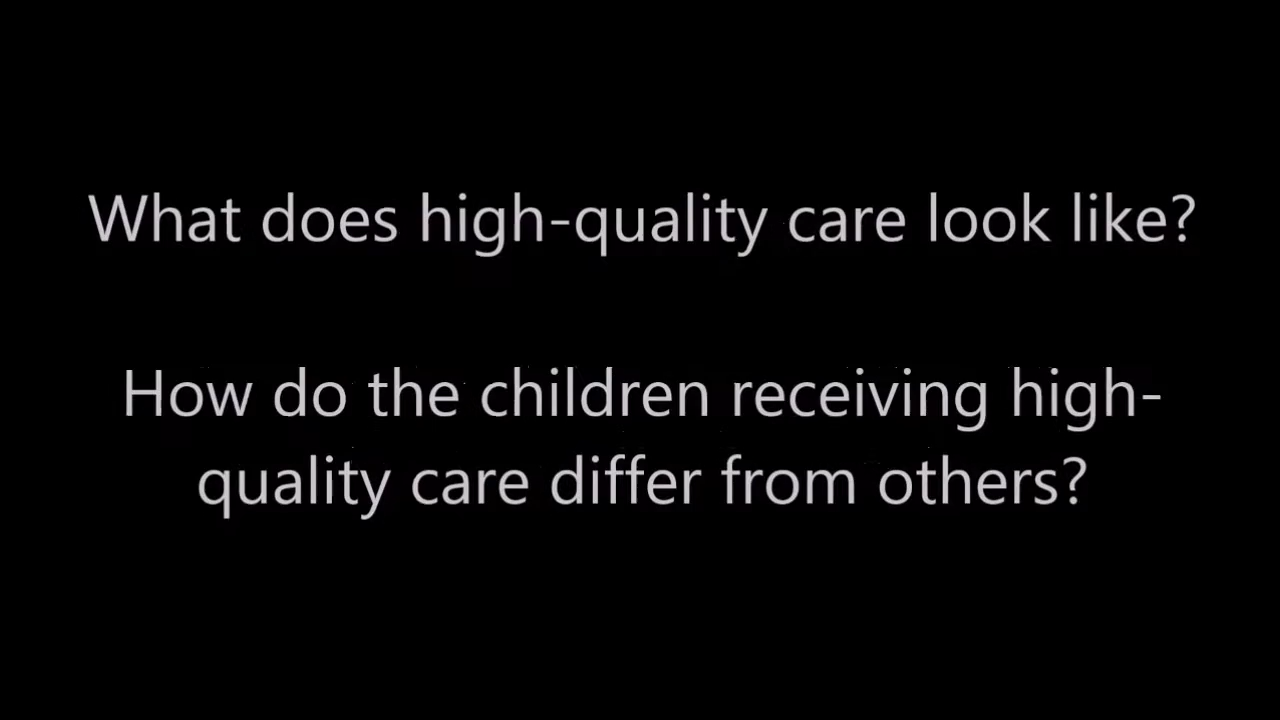 What does high-quality care look like?
How do the children receiving high-
quality care differ from others?